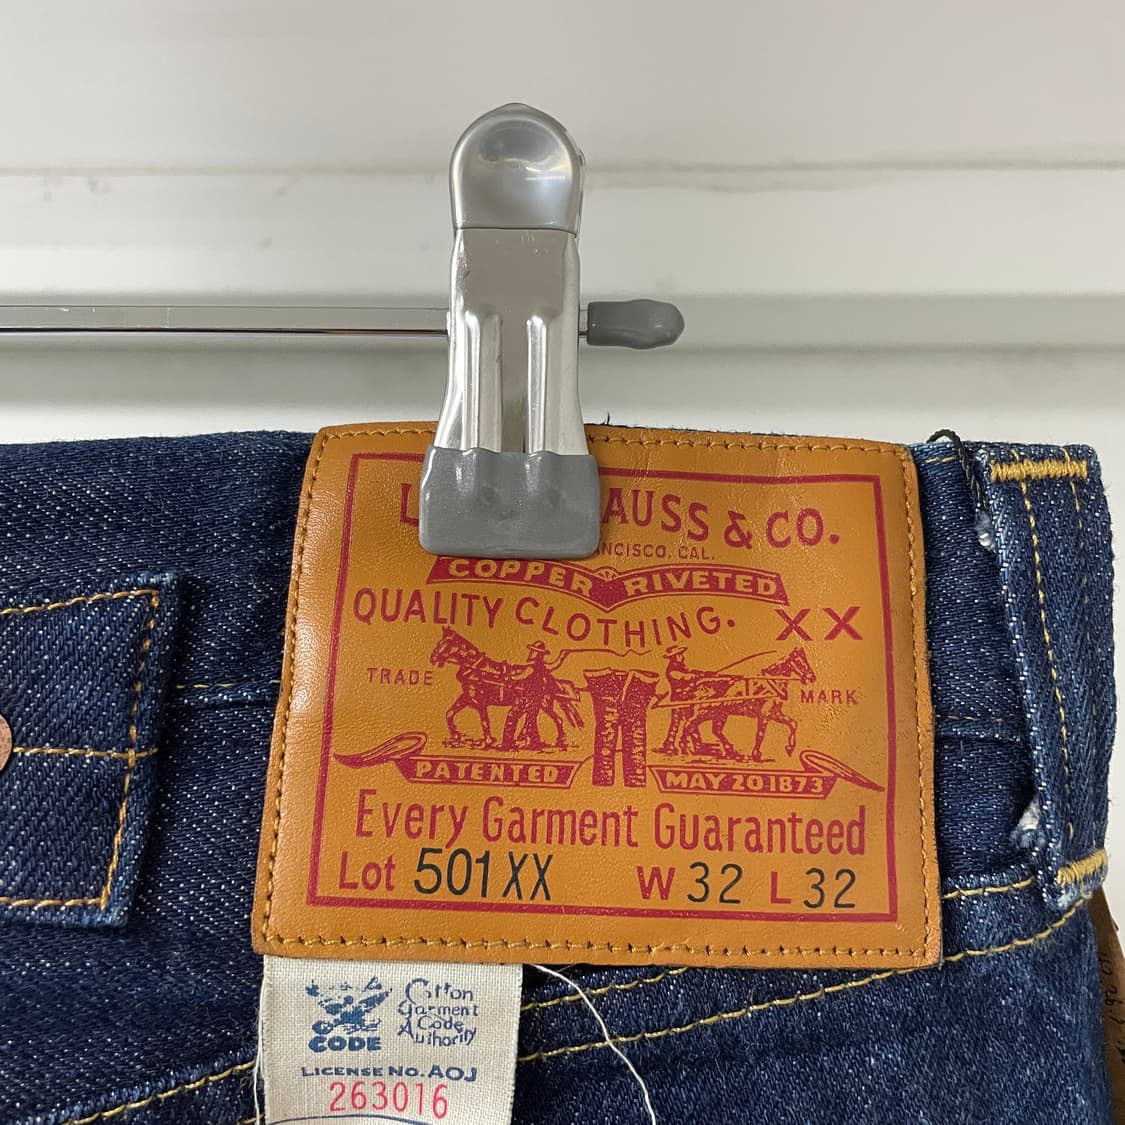 AUSS & CO.
CAL.
COPPER RIVETED
QUALITY CLOTHING. XX
TRADE MARK
PATENTED MAY 20 1873
Every Garment Guaranteed
Lot 501XX W 32 L 32
Cotton
Garment
Code
Authority
CODE
LICENSE No. AOJ
263016